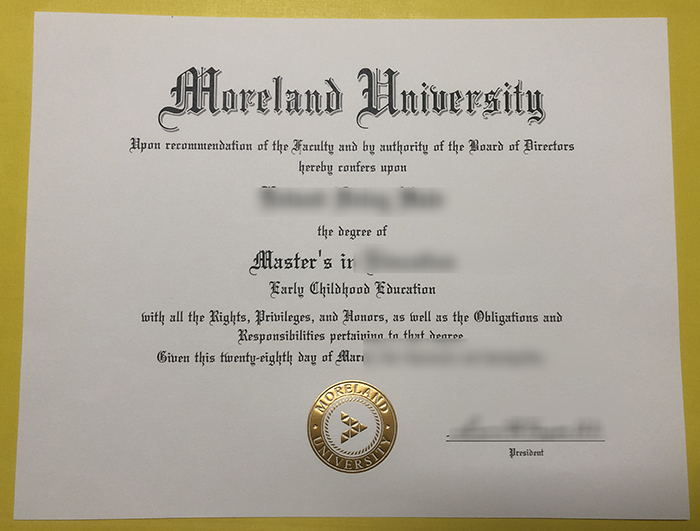 Moreland University
Upon recommendation of the Faculty and by authority of the Board of Directors
hereby confers upon
the degree of
Master's in
Early Childhood Education
with all the Rights, Privileges, and Honors, as well as the Obligations and
Responsibilities pertaining to that degree
Given this twenty-eighth day of
MORELAND
UNIVERSITY
President